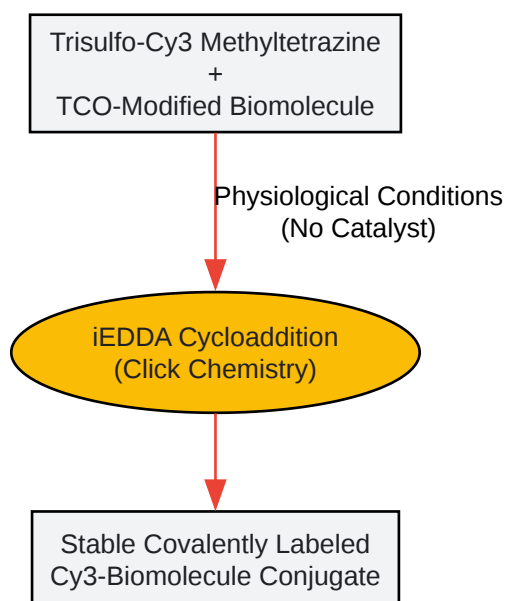 Trisulfo-Cy3 Methyltetrazine
+
TCO-Modified Biomolecule
Physiological Conditions
(No Catalyst)
iEDDA Cycloaddition
(Click Chemistry)
Stable Covalently Labeled
Cy3-Biomolecule Conjugate